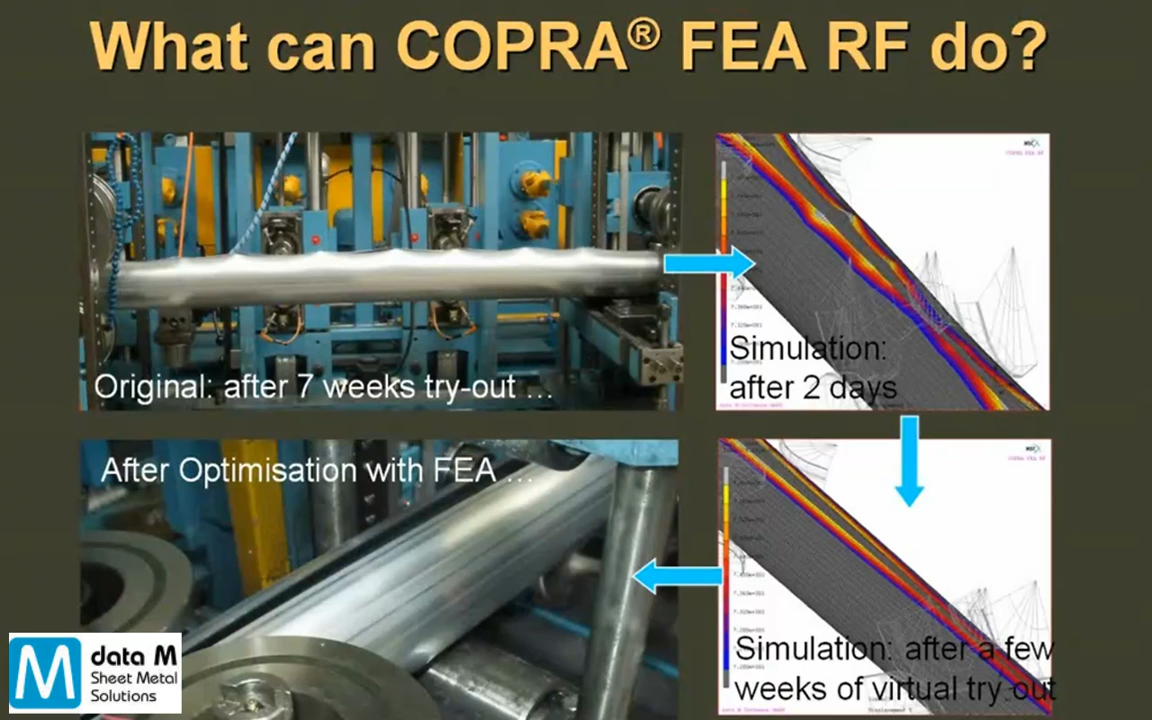 What can COPRA® FEA RF do?
Original: after 7 weeks try-out ...
Simulation:
after 2 days
After Optimisation with FEA ...
Simulation: after a few
weeks of virtual try out
data M
Sheet Metal
Solutions